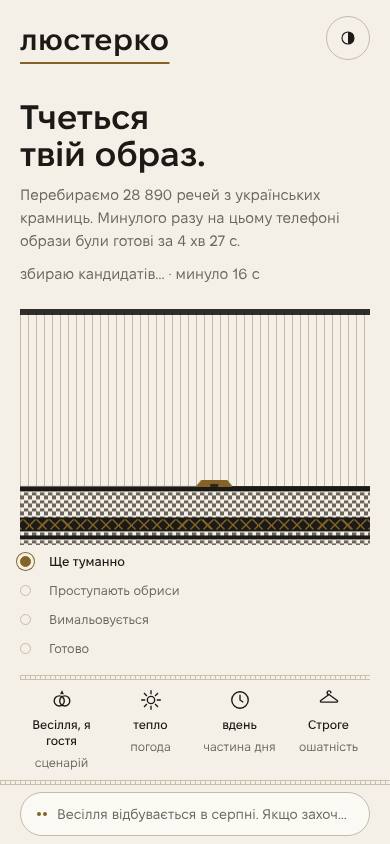 люстерко
Тчеться
твій образ.
Перебираємо 28 890 речей з українських
крамниць. Минулого разу на цьому телефоні
образи були готові за 4 хв 27 с.
збираю кандидатів… · минуло 16 с
Ще туманно
Проступають обриси
Вимальовується
Готово
Весілля, я гостя
сценарій
тепло
погода
вдень
частина дня
Строге
ошатність
Весілля відбувається в серпні. Якщо захоч…